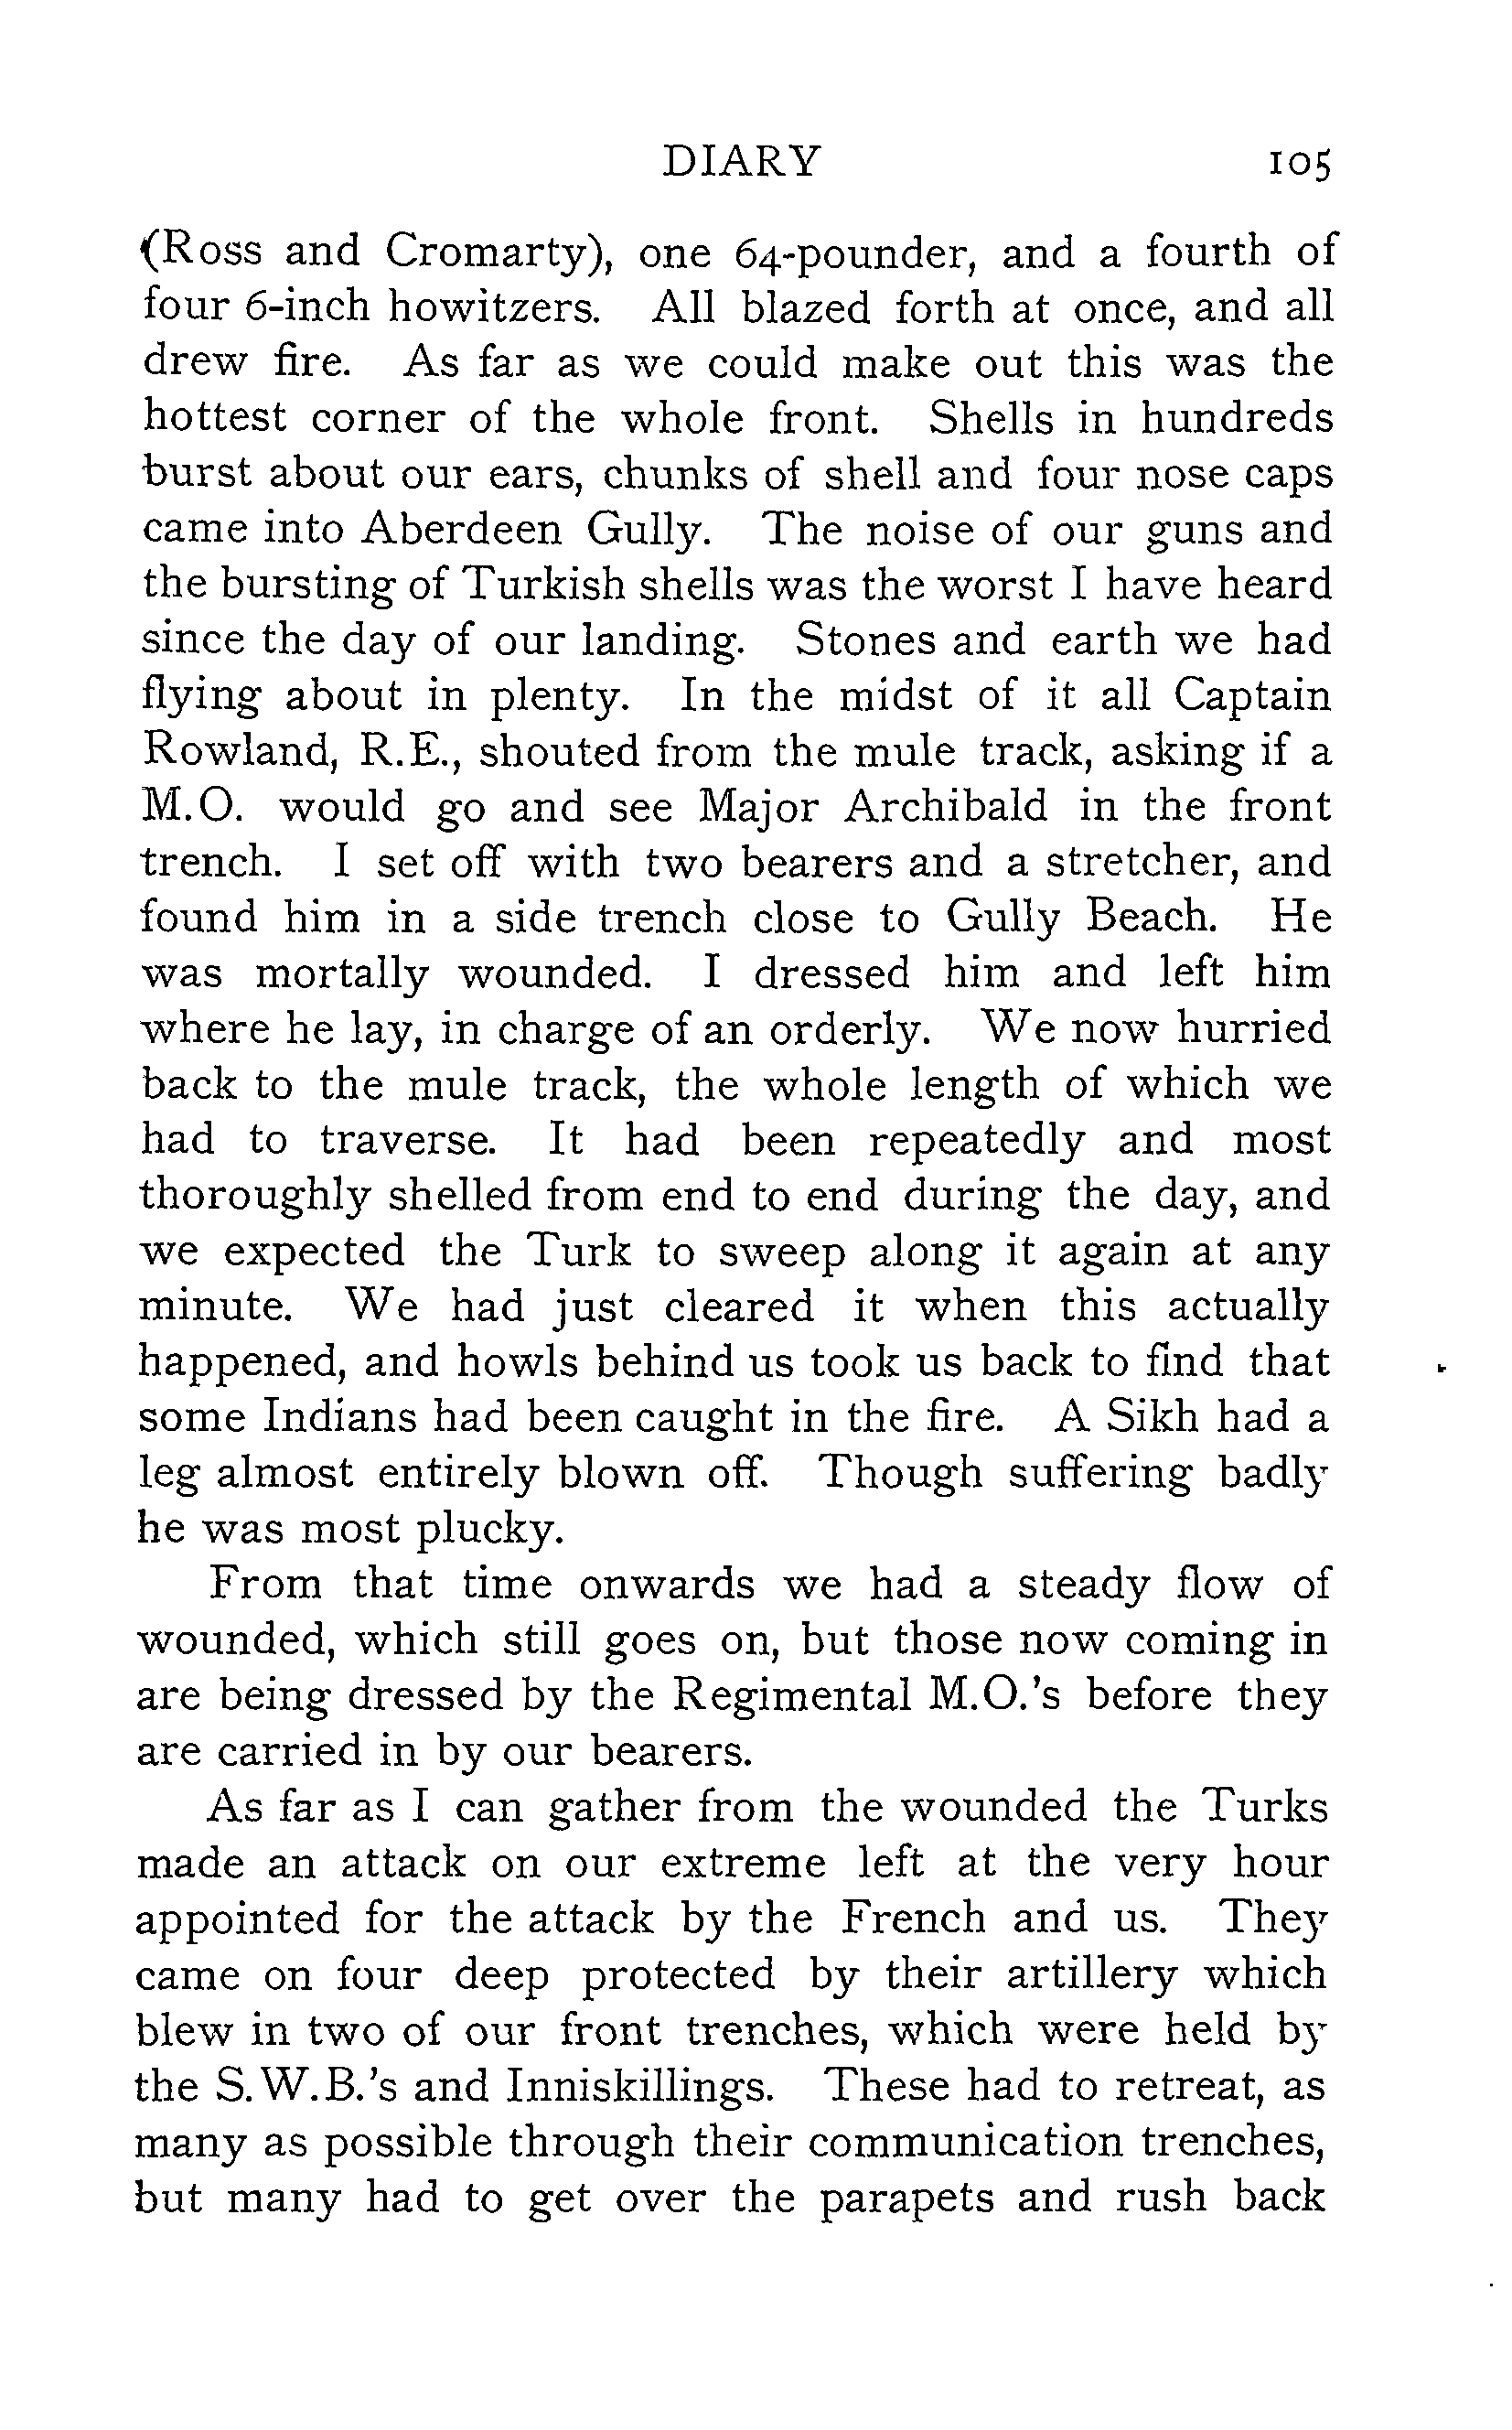 DIARY 105
(Ross and Cromarty), one 64-pounder, and a fourth of
four 6-inch howitzers. All blazed forth at once, and all
drew fire. As far as we could make out this was the
hottest corner of the whole front. Shells in hundreds
burst about our ears, chunks of shell and four nose caps
came into Aberdeen Gully. The noise of our guns and
the bursting of Turkish shells was the worst I have heard
since the day of our landing. Stones and earth we had
flying about in plenty. In the midst of it all Captain
Rowland, R.E., shouted from the mule track, asking if a
M.O. would go and see Major Archibald in the front
trench. I set off with two bearers and a stretcher, and
found him in a side trench close to Gully Beach. He
was mortally wounded. I dressed him and left him
where he lay, in charge of an orderly. We now hurried
back to the mule track, the whole length of which we
had to traverse. It had been repeatedly and most
thoroughly shelled from end to end during the day, and
we expected the Turk to sweep along it again at any
minute. We had just cleared it when this actually
happened, and howls behind us took us back to find that
some Indians had been caught in the fire. A Sikh had a
leg almost entirely blown off. Though suffering badly
he was most plucky.
From that time onwards we had a steady flow of
wounded, which still goes on, but those now coming in
are being dressed by the Regimental M.O.'s before they
are carried in by our bearers.
As far as I can gather from the wounded the Turks
made an attack on our extreme left at the very hour
appointed for the attack by the French and us. They
came on four deep protected by their artillery which
blew in two of our front trenches, which were held by
the S.W.B.'s and Inniskillings. These had to retreat, as
many as possible through their communication trenches,
but many had to get over the parapets and rush back